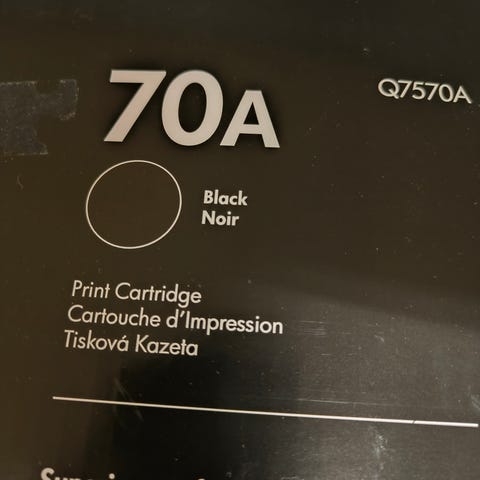 70A
Q7570A
Black
Noir
Print Cartridge
Cartouche d'Impression
Tisková Kazeta